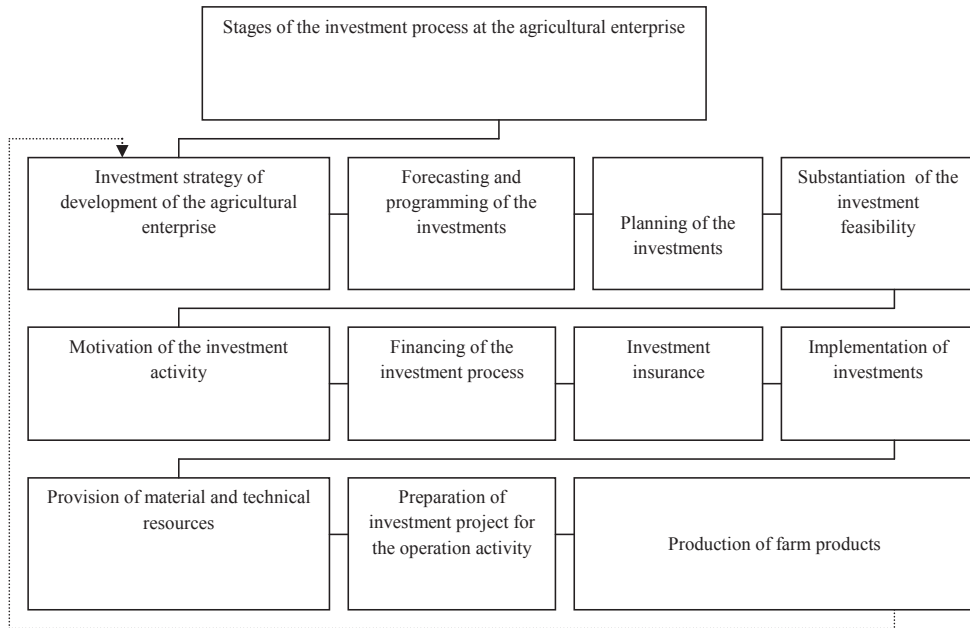 Stages of the investment process at the agricultural enterprise
Investment strategy of
development of the agricultural
enterprise
Forecasting and
programming of the
investments
Planning of the
investments
Substantiation of the
investment
feasibility
Motivation of the investment
activity
Financing of the
investment process
Investment
insurance
Implementation of
investments
Provision of material and technical
resources
Preparation of
investment project for
the operation activity
Production of farm products